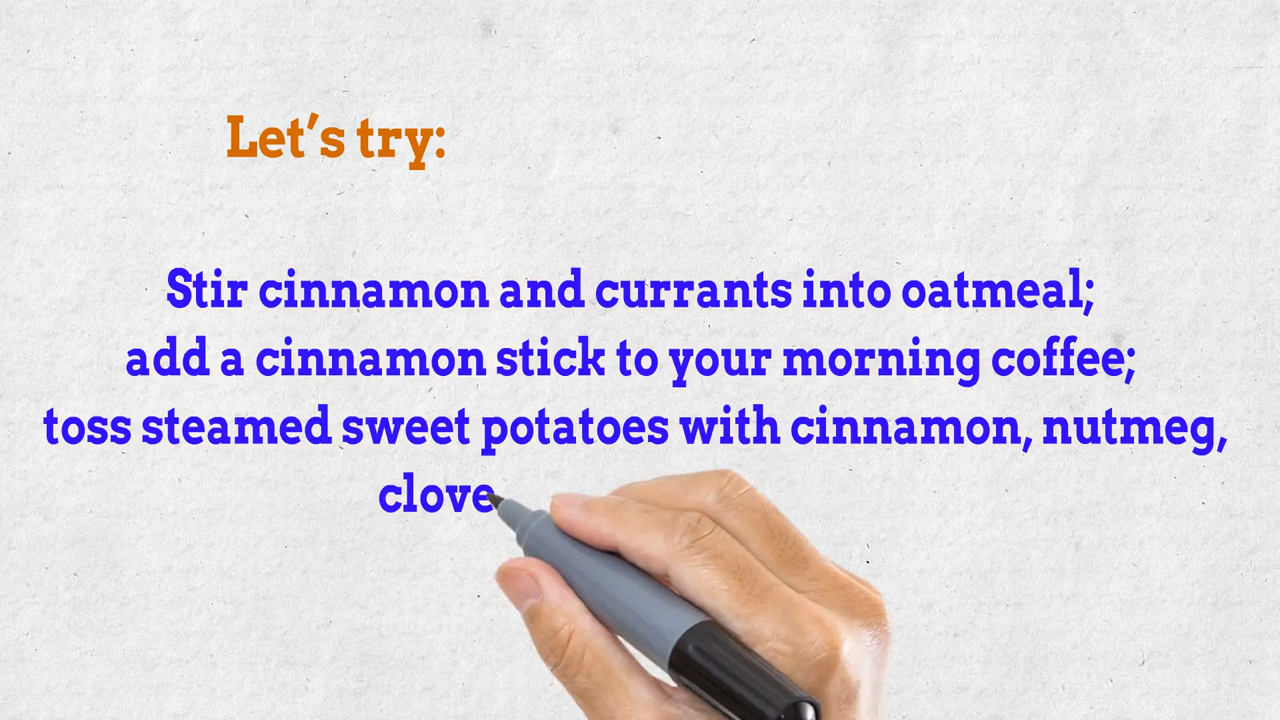 Let’s try:
Stir cinnamon and currants into oatmeal;
add a cinnamon stick to your morning coffee;
toss steamed sweet potatoes with cinnamon, nutmeg,
clove